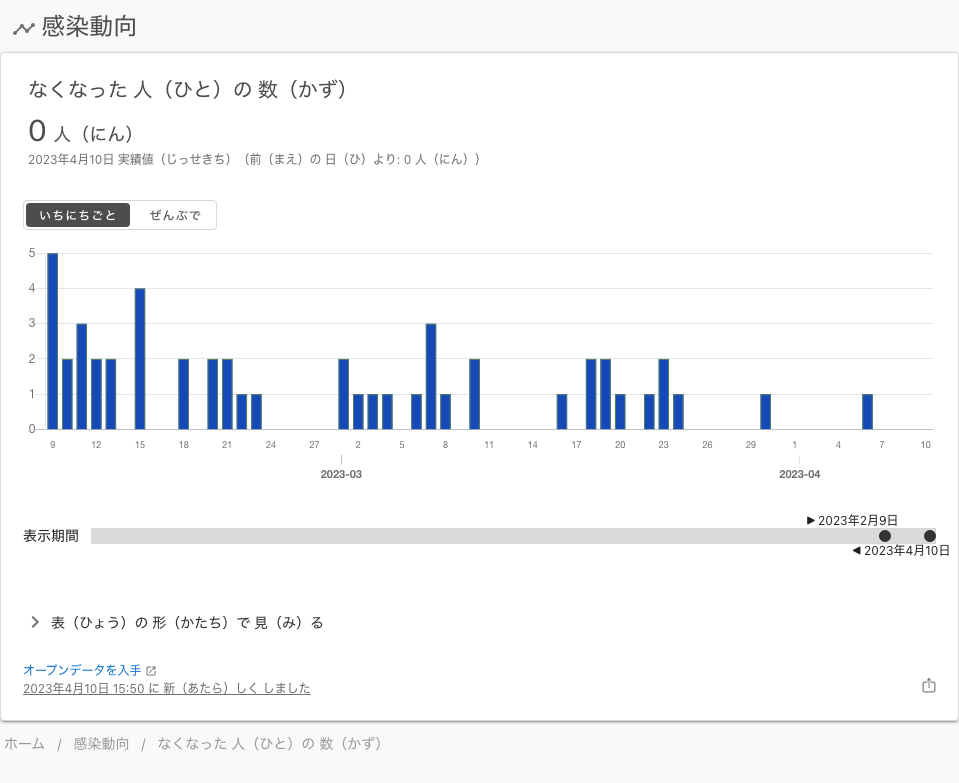 感染動向
なくなった 人（ひと）の 数（かず）
0 人（にん）
2023年4月10日 実績値（じっせきち）（前（まえ）の 日（ひ）より: 0 人（にん））
いちにちごと ぜんぶで
5
4
3
2
1
0
9 12 15 18 21 24 27 2 5 8 11 14 17 20 23 26 29 1 4 7 10
2023-03 2023-04
▶ 2023年2月9日
表示期間
◀ 2023年4月10日
表（ひょう）の 形（かたち）で 見（み）る
オープンデータを入手
2023年4月10日 15:50 に 新（あたら）しく しました
ホーム / 感染動向 / なくなった 人（ひと）の 数（かず）